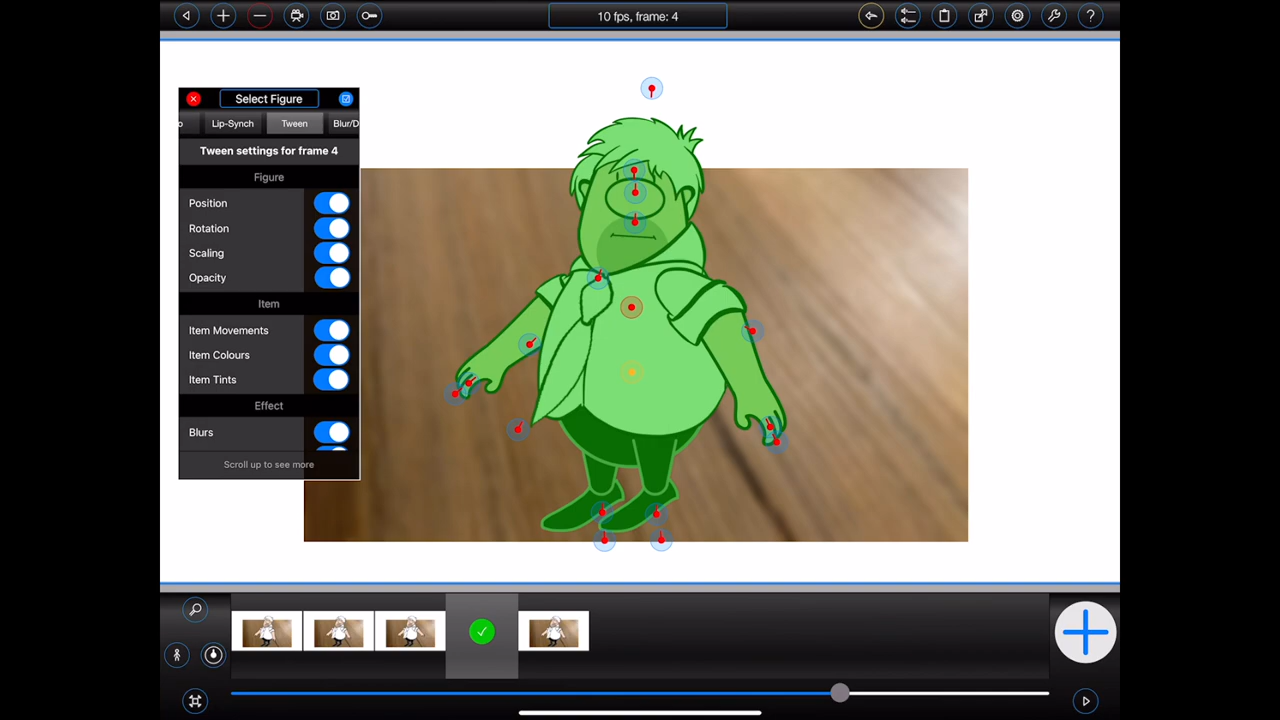 10 fps, frame: 4
?
Select Figure
o
Lip-Synch
Tween
Blur/D
Tween settings for frame 4
Figure
Position
Rotation
Scaling
Opacity
Item
Item Movements
Item Colours
Item Tints
Effect
Blurs
Scroll up to see more